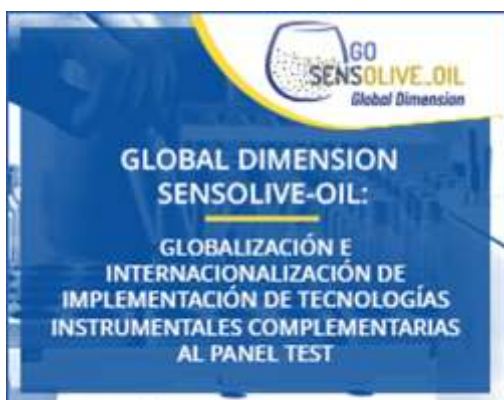 GO
SENSOLIVE_OIL
Global Dimension
GLOBAL DIMENSION
SENSOLIVE-OIL:
GLOBALIZACIÓN E
INTERNACIONALIZACIÓN DE
IMPLEMENTACIÓN DE TECNOLOGÍAS
INSTRUMENTALES COMPLEMENTARIAS
AL PANEL TEST